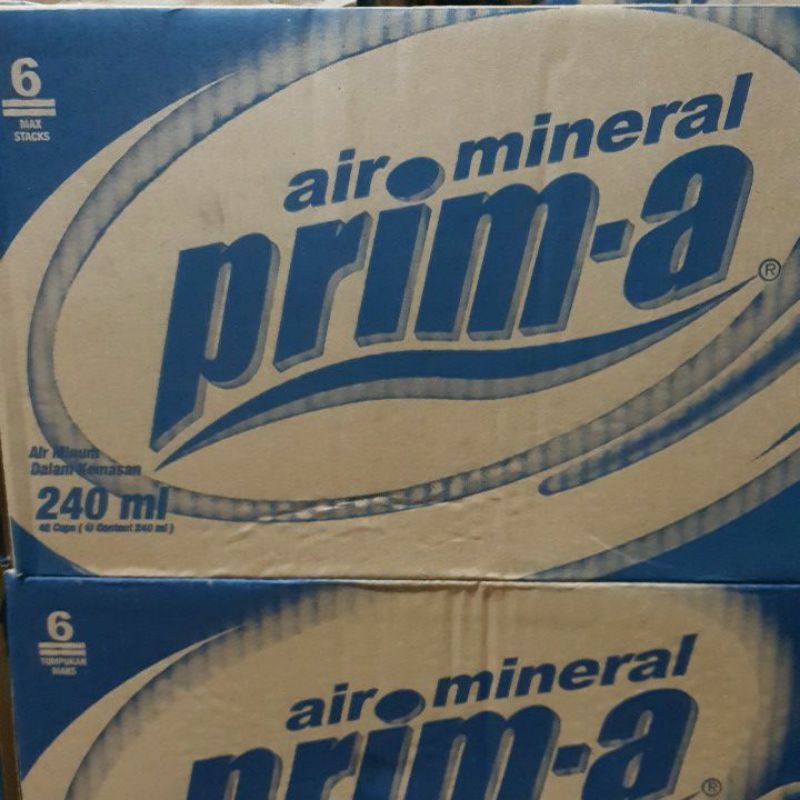 6
MAX
STACKS
air mineral
prim-a
®
Air Minum
Dalam Kemasan
240 ml
48 Cups ( @ Content 240 ml )
6
TUMPUKAN
MAKS
air mineral
prim-a
®